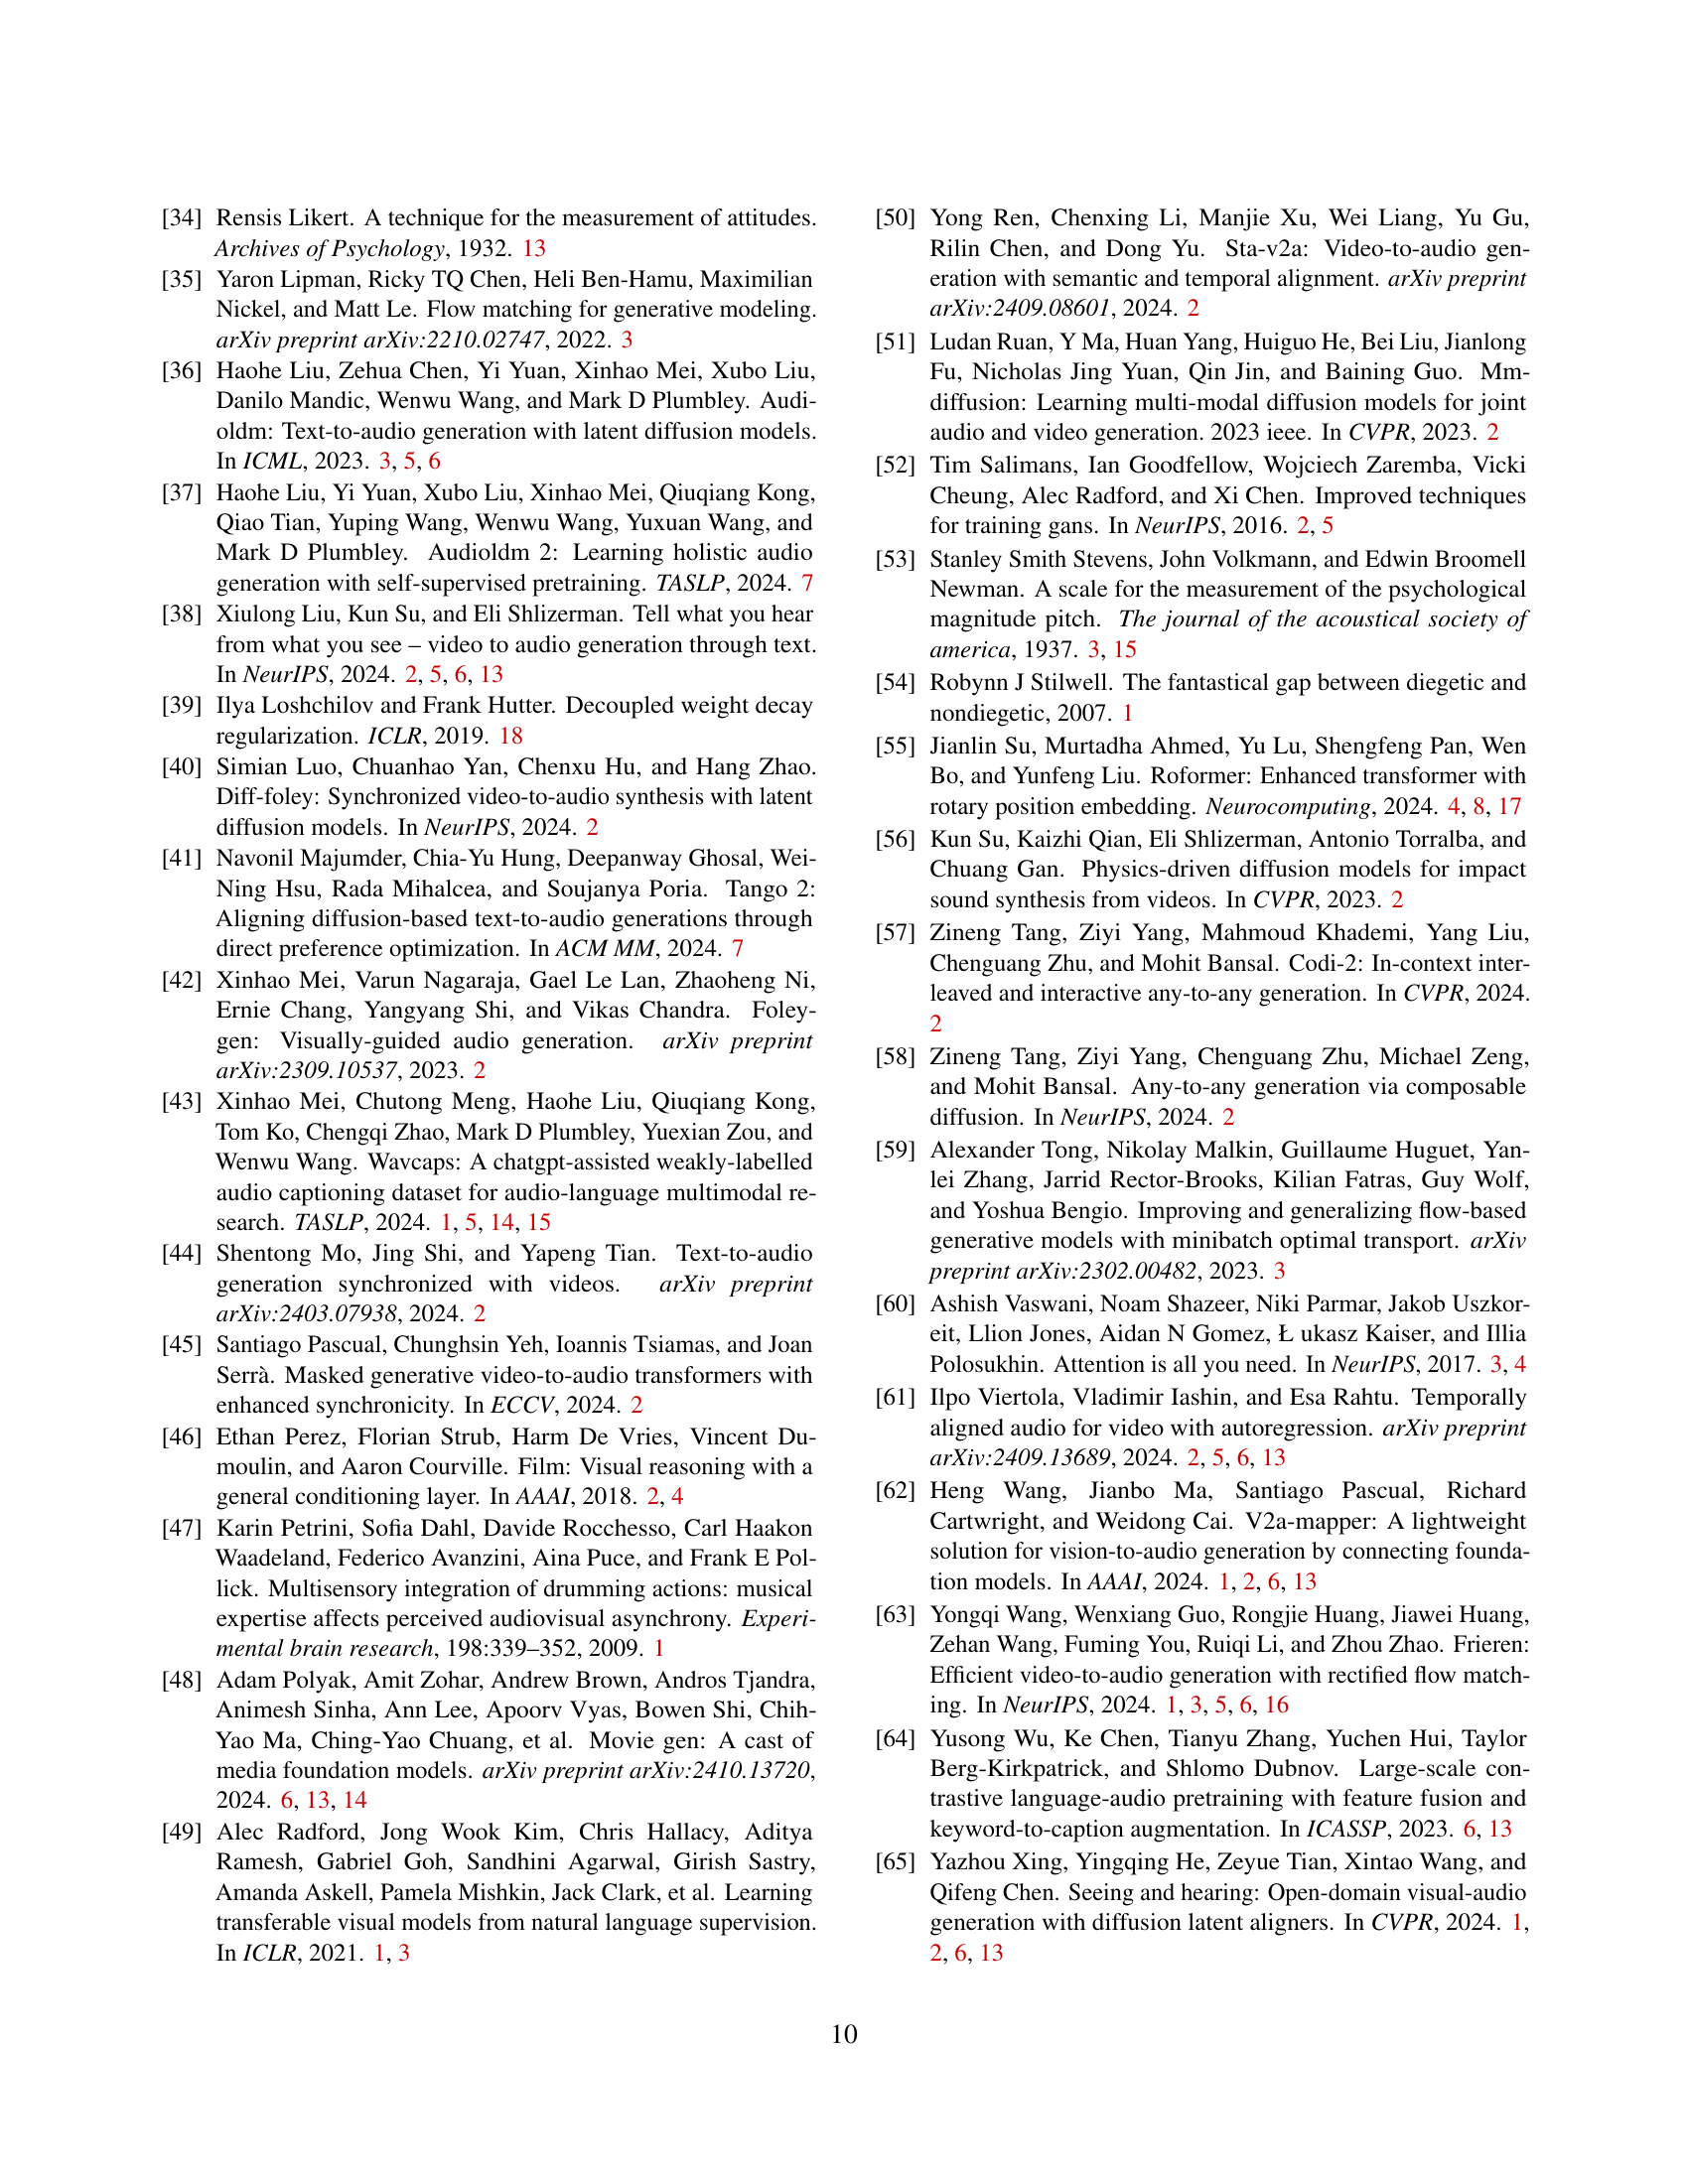 [34] Rensis Likert. A technique for the measurement of attitudes.
Archives of Psychology, 1932. 13
[35] Yaron Lipman, Ricky TQ Chen, Heli Ben-Hamu, Maximilian
Nickel, and Matt Le. Flow matching for generative modeling.
arXiv preprint arXiv:2210.02747, 2022. 3
[36] Haohe Liu, Zehua Chen, Yi Yuan, Xinhao Mei, Xubo Liu,
Danilo Mandic, Wenwu Wang, and Mark D Plumbley. Audi-
oldm: Text-to-audio generation with latent diffusion models.
In ICML, 2023. 3, 5, 6
[37] Haohe Liu, Yi Yuan, Xubo Liu, Xinhao Mei, Qiuqiang Kong,
Qiao Tian, Yuping Wang, Wenwu Wang, Yuxuan Wang, and
Mark D Plumbley. Audioldm 2: Learning holistic audio
generation with self-supervised pretraining. TASLP, 2024. 7
[38] Xiulong Liu, Kun Su, and Eli Shlizerman. Tell what you hear
from what you see – video to audio generation through text.
In NeurIPS, 2024. 2, 5, 6, 13
[39] Ilya Loshchilov and Frank Hutter. Decoupled weight decay
regularization. ICLR, 2019. 18
[40] Simian Luo, Chuanhao Yan, Chenxu Hu, and Hang Zhao.
Diff-foley: Synchronized video-to-audio synthesis with latent
diffusion models. In NeurIPS, 2024. 2
[41] Navonil Majumder, Chia-Yu Hung, Deepanway Ghosal, Wei-
Ning Hsu, Rada Mihalcea, and Soujanya Poria. Tango 2:
Aligning diffusion-based text-to-audio generations through
direct preference optimization. In ACM MM, 2024. 7
[42] Xinhao Mei, Varun Nagaraja, Gael Le Lan, Zhaoheng Ni,
Ernie Chang, Yangyang Shi, and Vikas Chandra. Foley-
gen: Visually-guided audio generation. arXiv preprint
arXiv:2309.10537, 2023. 2
[43] Xinhao Mei, Chutong Meng, Haohe Liu, Qiuqiang Kong,
Tom Ko, Chengqi Zhao, Mark D Plumbley, Yuexian Zou, and
Wenwu Wang. Wavcaps: A chatgpt-assisted weakly-labelled
audio captioning dataset for audio-language multimodal re-
search. TASLP, 2024. 1, 5, 14, 15
[44] Shentong Mo, Jing Shi, and Yapeng Tian. Text-to-audio
generation synchronized with videos. arXiv preprint
arXiv:2403.07938, 2024. 2
[45] Santiago Pascual, Chunghsin Yeh, Ioannis Tsiamas, and Joan
Serrà. Masked generative video-to-audio transformers with
enhanced synchronicity. In ECCV, 2024. 2
[46] Ethan Perez, Florian Strub, Harm De Vries, Vincent Du-
moulin, and Aaron Courville. Film: Visual reasoning with a
general conditioning layer. In AAAI, 2018. 2, 4
[47] Karin Petrini, Sofia Dahl, Davide Rocchesso, Carl Haakon
Waadeland, Federico Avanzini, Aina Puce, and Frank E Pol-
lick. Multisensory integration of drumming actions: musical
expertise affects perceived audiovisual asynchrony. Experi-
mental brain research, 198:339–352, 2009. 1
[48] Adam Polyak, Amit Zohar, Andrew Brown, Andros Tjandra,
Animesh Sinha, Ann Lee, Apoorv Vyas, Bowen Shi, Chih-
Yao Ma, Ching-Yao Chuang, et al. Movie gen: A cast of
media foundation models. arXiv preprint arXiv:2410.13720,
2024. 6, 13, 14
[49] Alec Radford, Jong Wook Kim, Chris Hallacy, Aditya
Ramesh, Gabriel Goh, Sandhini Agarwal, Girish Sastry,
Amanda Askell, Pamela Mishkin, Jack Clark, et al. Learning
transferable visual models from natural language supervision.
In ICLR, 2021. 1, 3
[50] Yong Ren, Chenxing Li, Manjie Xu, Wei Liang, Yu Gu,
Rilin Chen, and Dong Yu. Sta-v2a: Video-to-audio gen-
eration with semantic and temporal alignment. arXiv preprint
arXiv:2409.08601, 2024. 2
[51] Ludan Ruan, Y Ma, Huan Yang, Huiguo He, Bei Liu, Jianlong
Fu, Nicholas Jing Yuan, Qin Jin, and Baining Guo. Mm-
diffusion: Learning multi-modal diffusion models for joint
audio and video generation. 2023 ieee. In CVPR, 2023. 2
[52] Tim Salimans, Ian Goodfellow, Wojciech Zaremba, Vicki
Cheung, Alec Radford, and Xi Chen. Improved techniques
for training gans. In NeurIPS, 2016. 2, 5
[53] Stanley Smith Stevens, John Volkmann, and Edwin Broomell
Newman. A scale for the measurement of the psychological
magnitude pitch. The journal of the acoustical society of
america, 1937. 3, 15
[54] Robynn J Stilwell. The fantastical gap between diegetic and
nondiegetic, 2007. 1
[55] Jianlin Su, Murtadha Ahmed, Yu Lu, Shengfeng Pan, Wen
Bo, and Yunfeng Liu. Roformer: Enhanced transformer with
rotary position embedding. Neurocomputing, 2024. 4, 8, 17
[56] Kun Su, Kaizhi Qian, Eli Shlizerman, Antonio Torralba, and
Chuang Gan. Physics-driven diffusion models for impact
sound synthesis from videos. In CVPR, 2023. 2
[57] Zineng Tang, Ziyi Yang, Mahmoud Khademi, Yang Liu,
Chenguang Zhu, and Mohit Bansal. Codi-2: In-context inter-
leaved and interactive any-to-any generation. In CVPR, 2024.
2
[58] Zineng Tang, Ziyi Yang, Chenguang Zhu, Michael Zeng,
and Mohit Bansal. Any-to-any generation via composable
diffusion. In NeurIPS, 2024. 2
[59] Alexander Tong, Nikolay Malkin, Guillaume Huguet, Yan-
lei Zhang, Jarrid Rector-Brooks, Kilian Fatras, Guy Wolf,
and Yoshua Bengio. Improving and generalizing flow-based
generative models with minibatch optimal transport. arXiv
preprint arXiv:2302.00482, 2023. 3
[60] Ashish Vaswani, Noam Shazeer, Niki Parmar, Jakob Uszkor-
eit, Llion Jones, Aidan N Gomez, Ł ukasz Kaiser, and Illia
Polosukhin. Attention is all you need. In NeurIPS, 2017. 3, 4
[61] Ilpo Viertola, Vladimir Iashin, and Esa Rahtu. Temporally
aligned audio for video with autoregression. arXiv preprint
arXiv:2409.13689, 2024. 2, 5, 6, 13
[62] Heng Wang, Jianbo Ma, Santiago Pascual, Richard
Cartwright, and Weidong Cai. V2a-mapper: A lightweight
solution for vision-to-audio generation by connecting founda-
tion models. In AAAI, 2024. 1, 2, 6, 13
[63] Yongqi Wang, Wenxiang Guo, Rongjie Huang, Jiawei Huang,
Zehan Wang, Fuming You, Ruiqi Li, and Zhou Zhao. Frieren:
Efficient video-to-audio generation with rectified flow match-
ing. In NeurIPS, 2024. 1, 3, 5, 6, 16
[64] Yusong Wu, Ke Chen, Tianyu Zhang, Yuchen Hui, Taylor
Berg-Kirkpatrick, and Shlomo Dubnov. Large-scale con-
trastive language-audio pretraining with feature fusion and
keyword-to-caption augmentation. In ICASSP, 2023. 6, 13
[65] Yazhou Xing, Yingqing He, Zeyue Tian, Xintao Wang, and
Qifeng Chen. Seeing and hearing: Open-domain visual-audio
generation with diffusion latent aligners. In CVPR, 2024. 1,
2, 6, 13
10